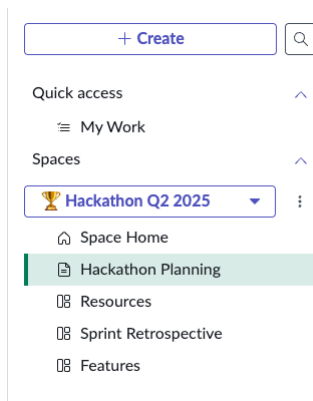 + Create
Quick access
My Work
Spaces
🏆 Hackathon Q2 2025
Space Home
Hackathon Planning
Resources
Sprint Retrospective
Features